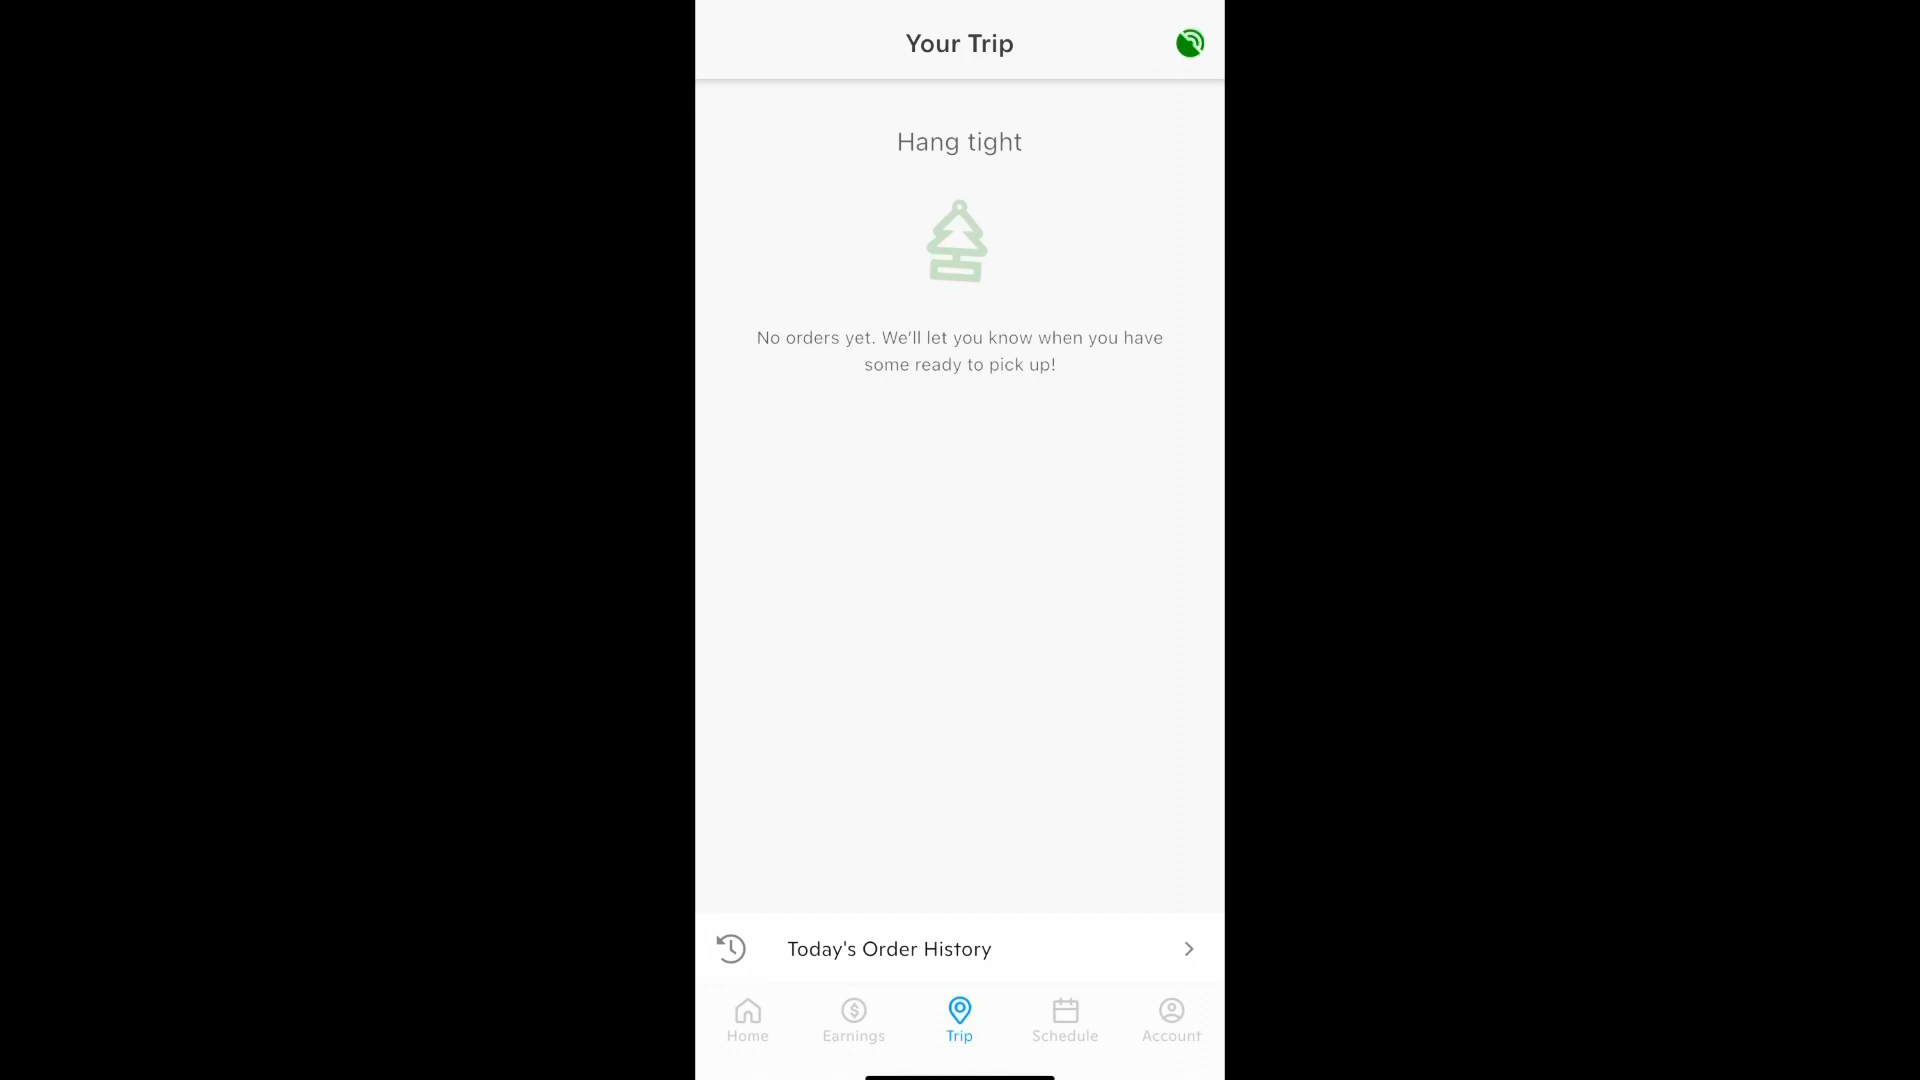 Your Trip
Hang tight
No orders yet. We'll let you know when you have
some ready to pick up!
Today's Order History
Home
Earnings
Trip
Schedule
Account